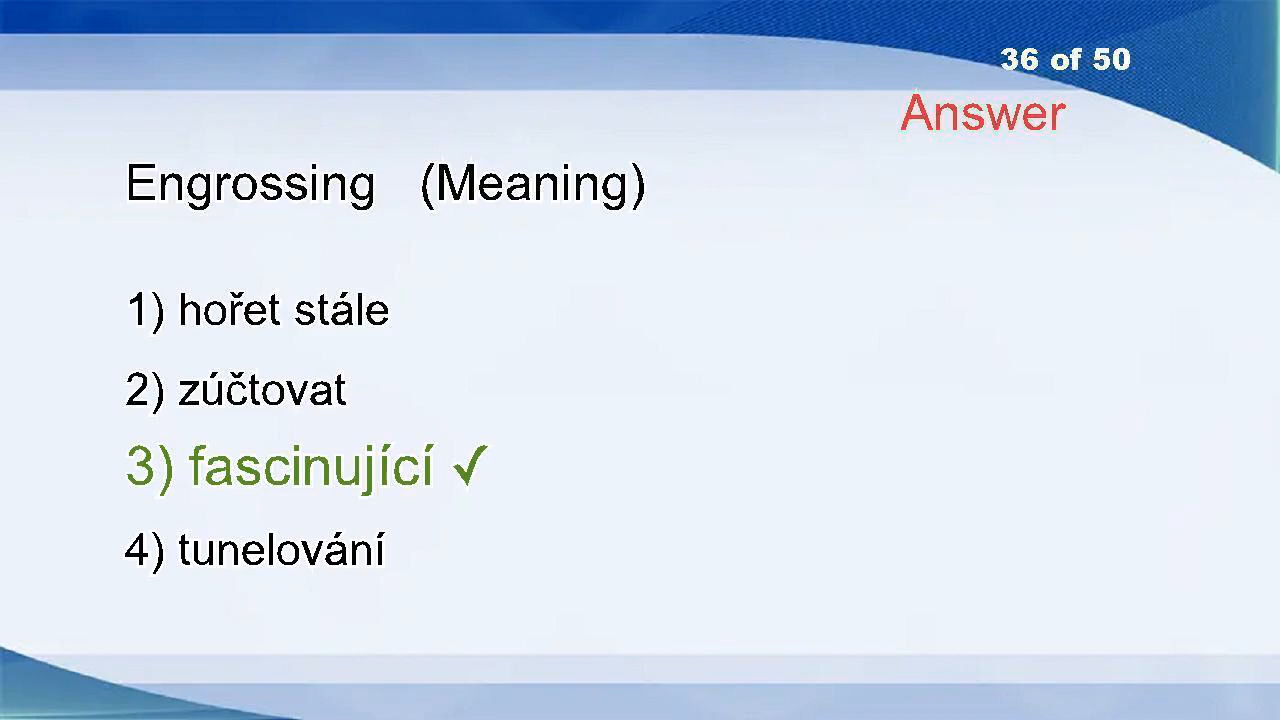 36 of 50
Answer
Engrossing (Meaning)
1) hořet stále
2) zúčtovat
3) fascinující ✓
4) tunelování